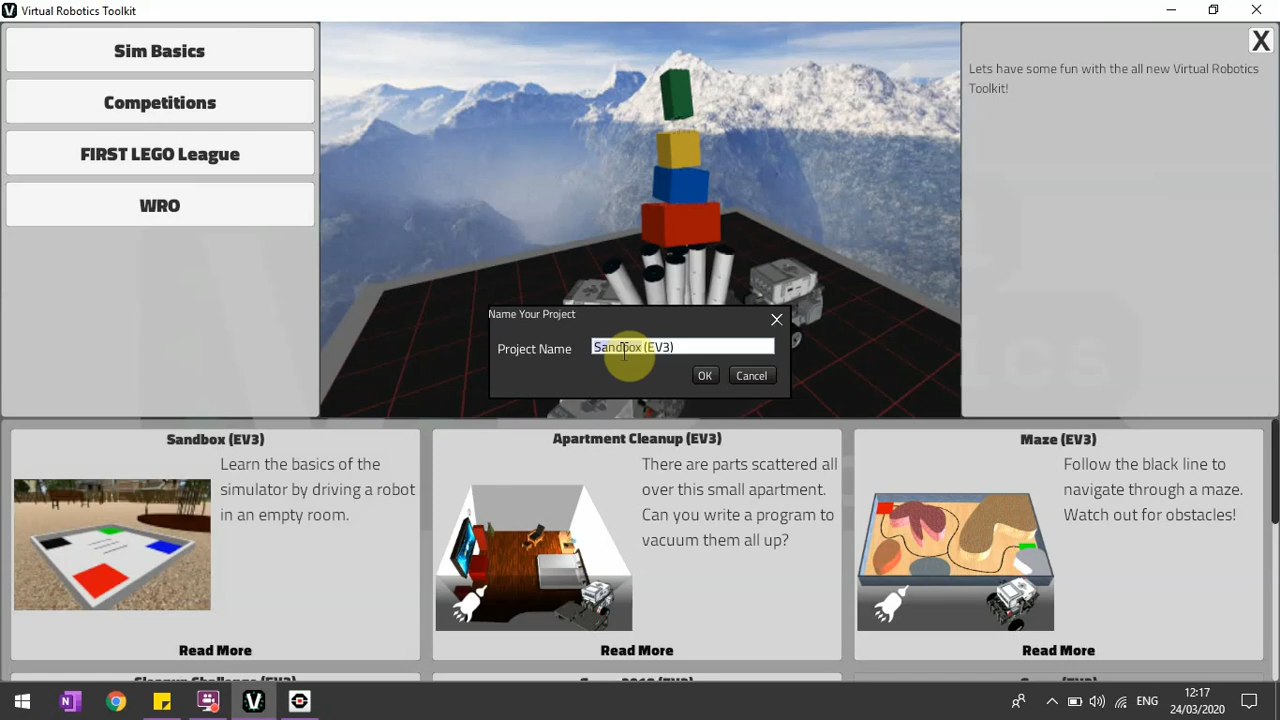 Virtual Robotics Toolkit
Sim Basics
Competitions
FIRST LEGO League
WRO
X
Lets have some fun with the all new Virtual Robotics
Toolkit!
Name Your Project
Project Name
Sandbox (EV3)
OK
Cancel
Sandbox (EV3)
Learn the basics of the
simulator by driving a robot
in an empty room.
Read More
Apartment Cleanup (EV3)
There are parts scattered all
over this small apartment.
Can you write a program to
vacuum them all up?
Read More
Maze (EV3)
Follow the black line to
navigate through a maze.
Watch out for obstacles!
Read More
Cleanup Challenge (EV3)
ENG
12:17
24/03/2020